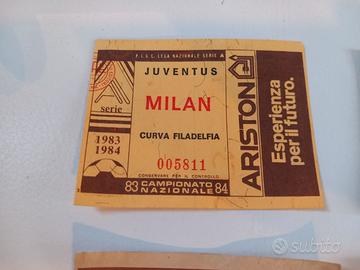 F.I.G.C. LEGA NAZIONALE SERIE A
A
serie
1983
1984
JUVENTUS
MILAN
CURVA FILADELFIA
005811
CONSERVARE PER IL CONTROLLO
83 CAMPIONATO NAZIONALE 84
ARISTON
Esperienza
per il futuro.
subito